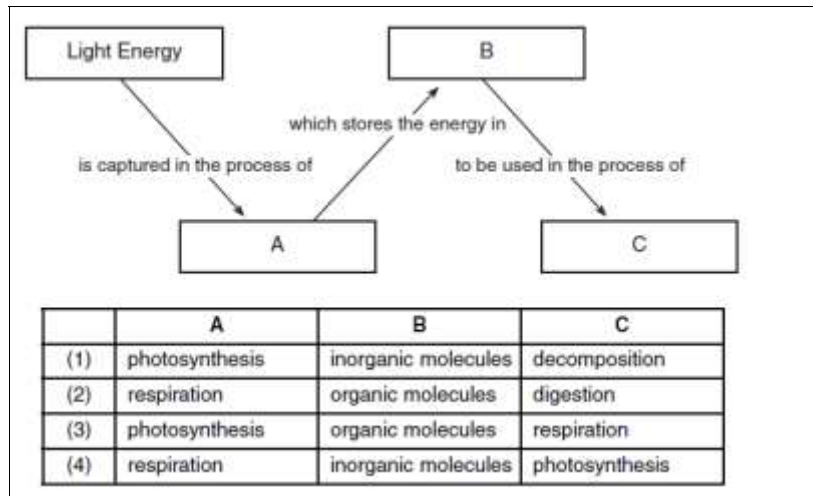 Light Energy
B
which stores the energy in
is captured in the process of
to be used in the process of
A
C
A B C
(1) photosynthesis inorganic molecules decomposition
(2) respiration organic molecules digestion
(3) photosynthesis organic molecules respiration
(4) respiration inorganic molecules photosynthesis